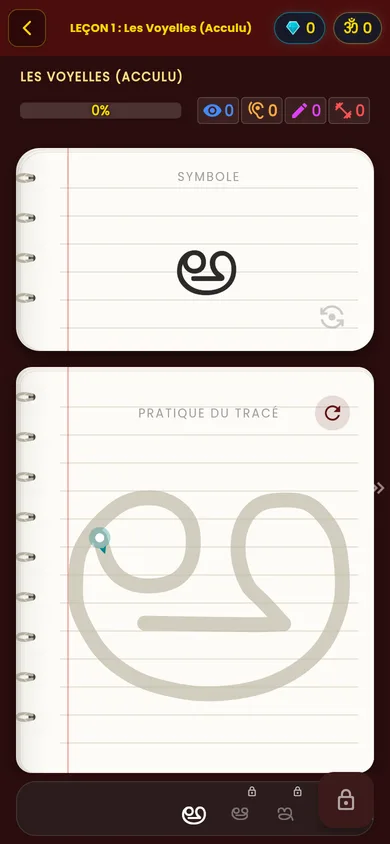 LEÇON 1 : Les Voyelles (Acculu)
0
ॐ 0
LES VOYELLES (ACCULU)
0%
0
0
0
0
SYMBOLE
అ
PRATIQUE DU TRACÉ
అ
అ
ఆ
ఇ